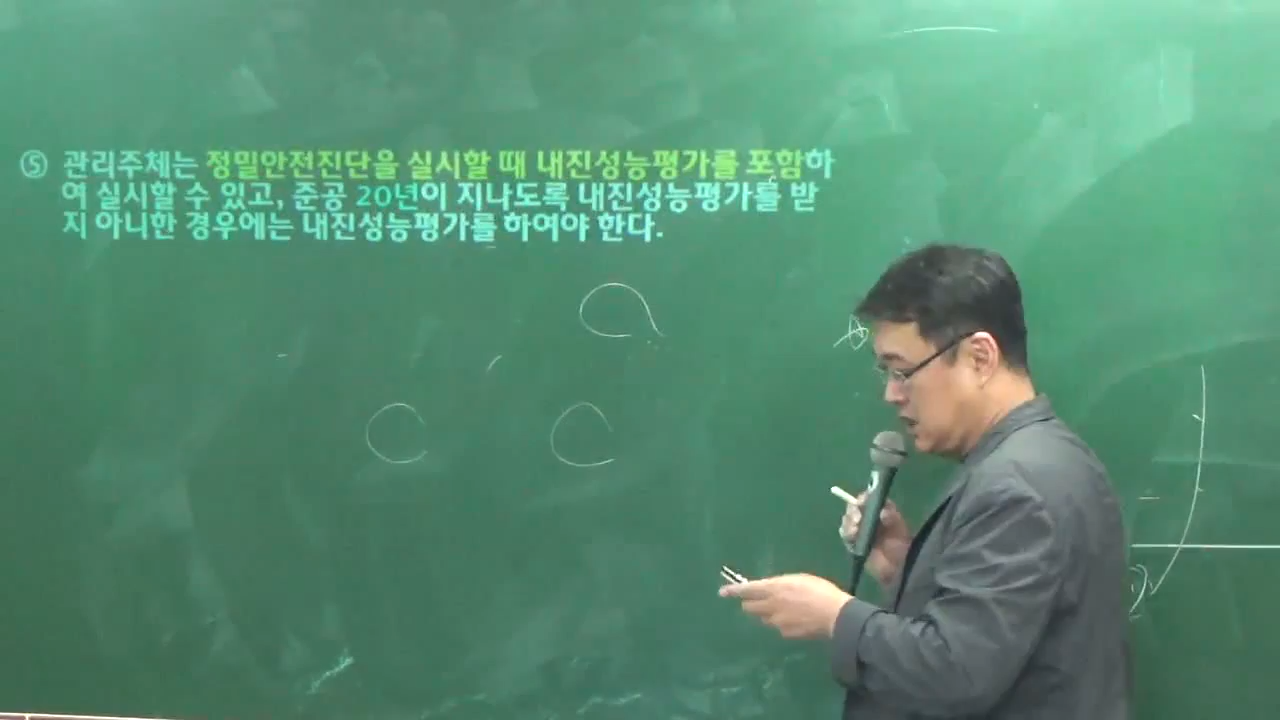 ⑤ 관리주체는 정밀안전진단을 실시할 때 내진성능평가를 포함하
여 실시할 수 있고, 준공 20년이 지나도록 내진성능평가를 받
지 아니한 경우에는 내진성능평가를 하여야 한다.